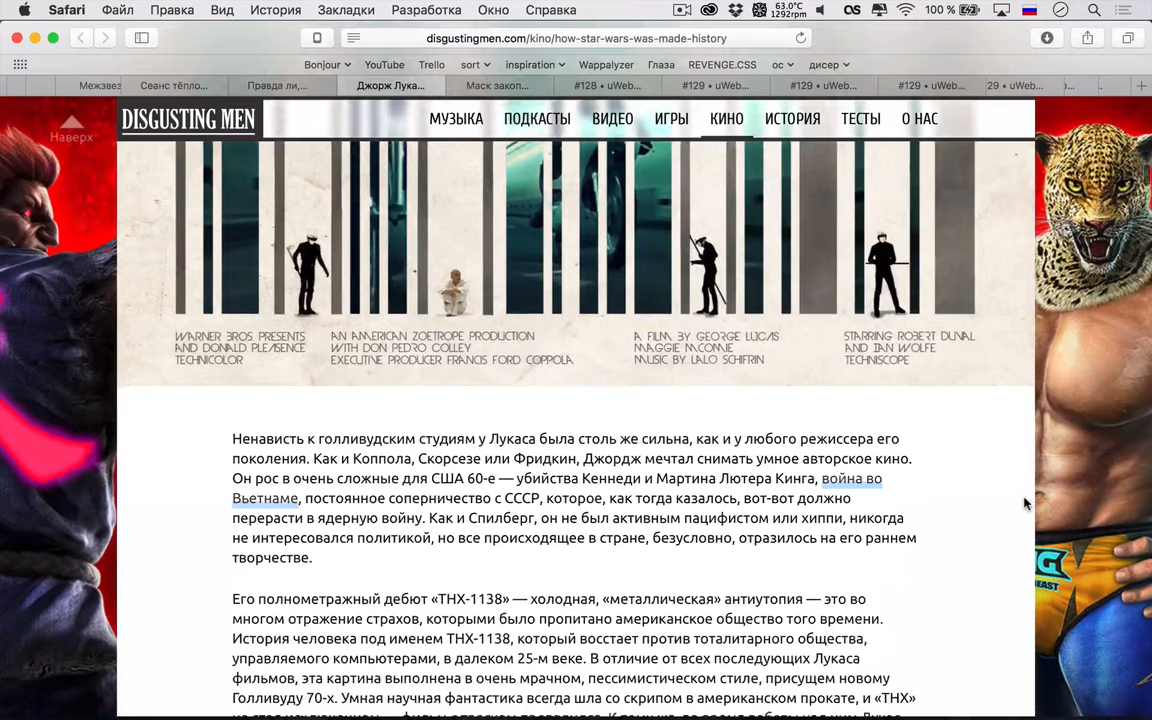 Safari Файл Правка Вид История Закладки Разработка Окно Справка
63.0°C
1292rpm
100 %
disgustingmen.com/kino/how-star-wars-was-made-history
Bonjour YouTube Trello sort inspiration Wappalyzer Глаза REVENGE.CSS ос дисер
Межзвез Сеанс тёпло... Правда ли,... Джорж Лука... Маск закоп... #128 • uWeb... #129 • uWeb... #129 • uWeb... #129 • uWeb... 29 • uWeb...
Наверх
DISGUSTING MEN МУЗЫКА ПОДКАСТЫ ВИДЕО ИГРЫ КИНО ИСТОРИЯ ТЕСТЫ О НАС
WARNER BROS PRESENTS AN AMERICAN ZOETROPE PRODUCTION A FILM BY GEORGE LUCAS STARRING ROBERT DUVAL
AND DONALD PLEASENCE WITH DON PEDRO COLLEY MAGGIE MCOMIE AND IAN WOLFE
TECHNICOLOR EXECUTIVE PRODUCER FRANCIS FORD COPPOLA MUSIC BY LALO SCHIFRIN TECHNISCOPE
Ненависть к голливудским студиям у Лукаса была столь же сильна, как и у любого режиссера его
поколения. Как и Коппола, Скорсезе или Фридкин, Джордж мечтал снимать умное авторское кино.
Он рос в очень сложные для США 60-е — убийства Кеннеди и Мартина Лютера Кинга, война во
Вьетнаме, постоянное соперничество с СССР, которое, как тогда казалось, вот-вот должно
перерасти в ядерную войну. Как и Спилберг, он не был активным пацифистом или хиппи, никогда
не интересовался политикой, но все происходящее в стране, безусловно, отразилось на его раннем
творчестве.
Его полнометражный дебют «THX-1138» — холодная, «металлическая» антиутопия — это во
многом отражение страхов, которыми было пропитано американское общество того времени.
История человека под именем THX-1138, который восстает против тоталитарного общества,
управляемого компьютерами, в далеком 25-м веке. В отличие от всех последующих Лукаса
фильмов, эта картина выполнена в очень мрачном, пессимистическом стиле, присущем новому
Голливуду 70-х. Умная научная фантастика всегда шла со скрипом в американском прокате, и «THX»